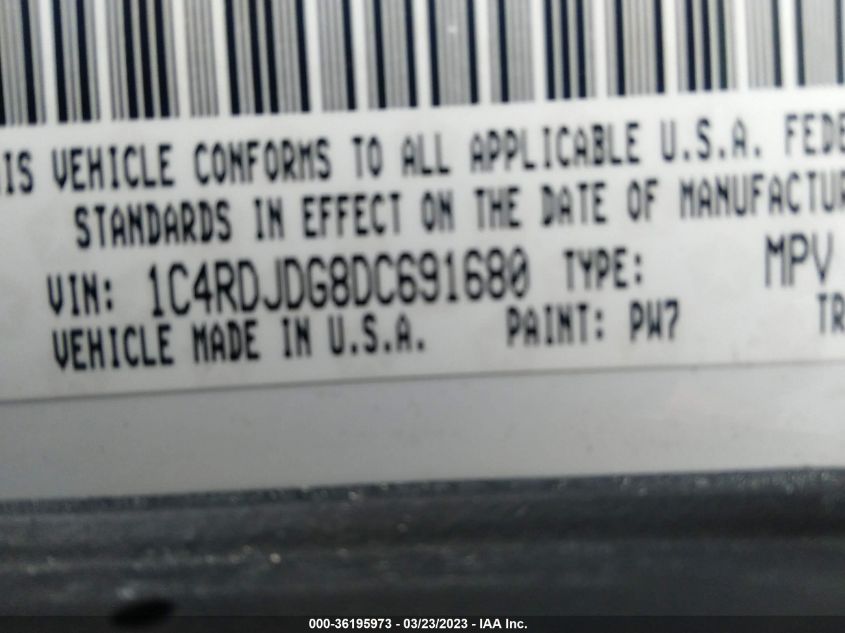 IS VEHICLE CONFORMS TO ALL APPLICABLE U.S.A. FEDE
STANDARDS IN EFFECT ON THE DATE OF MANUFACTUR
VIN: 1C4RDJDG8DC691680 TYPE: MPV
VEHICLE MADE IN U.S.A. PAINT: PW7 TR
000-36195973 - 03/23/2023 - IAA Inc.